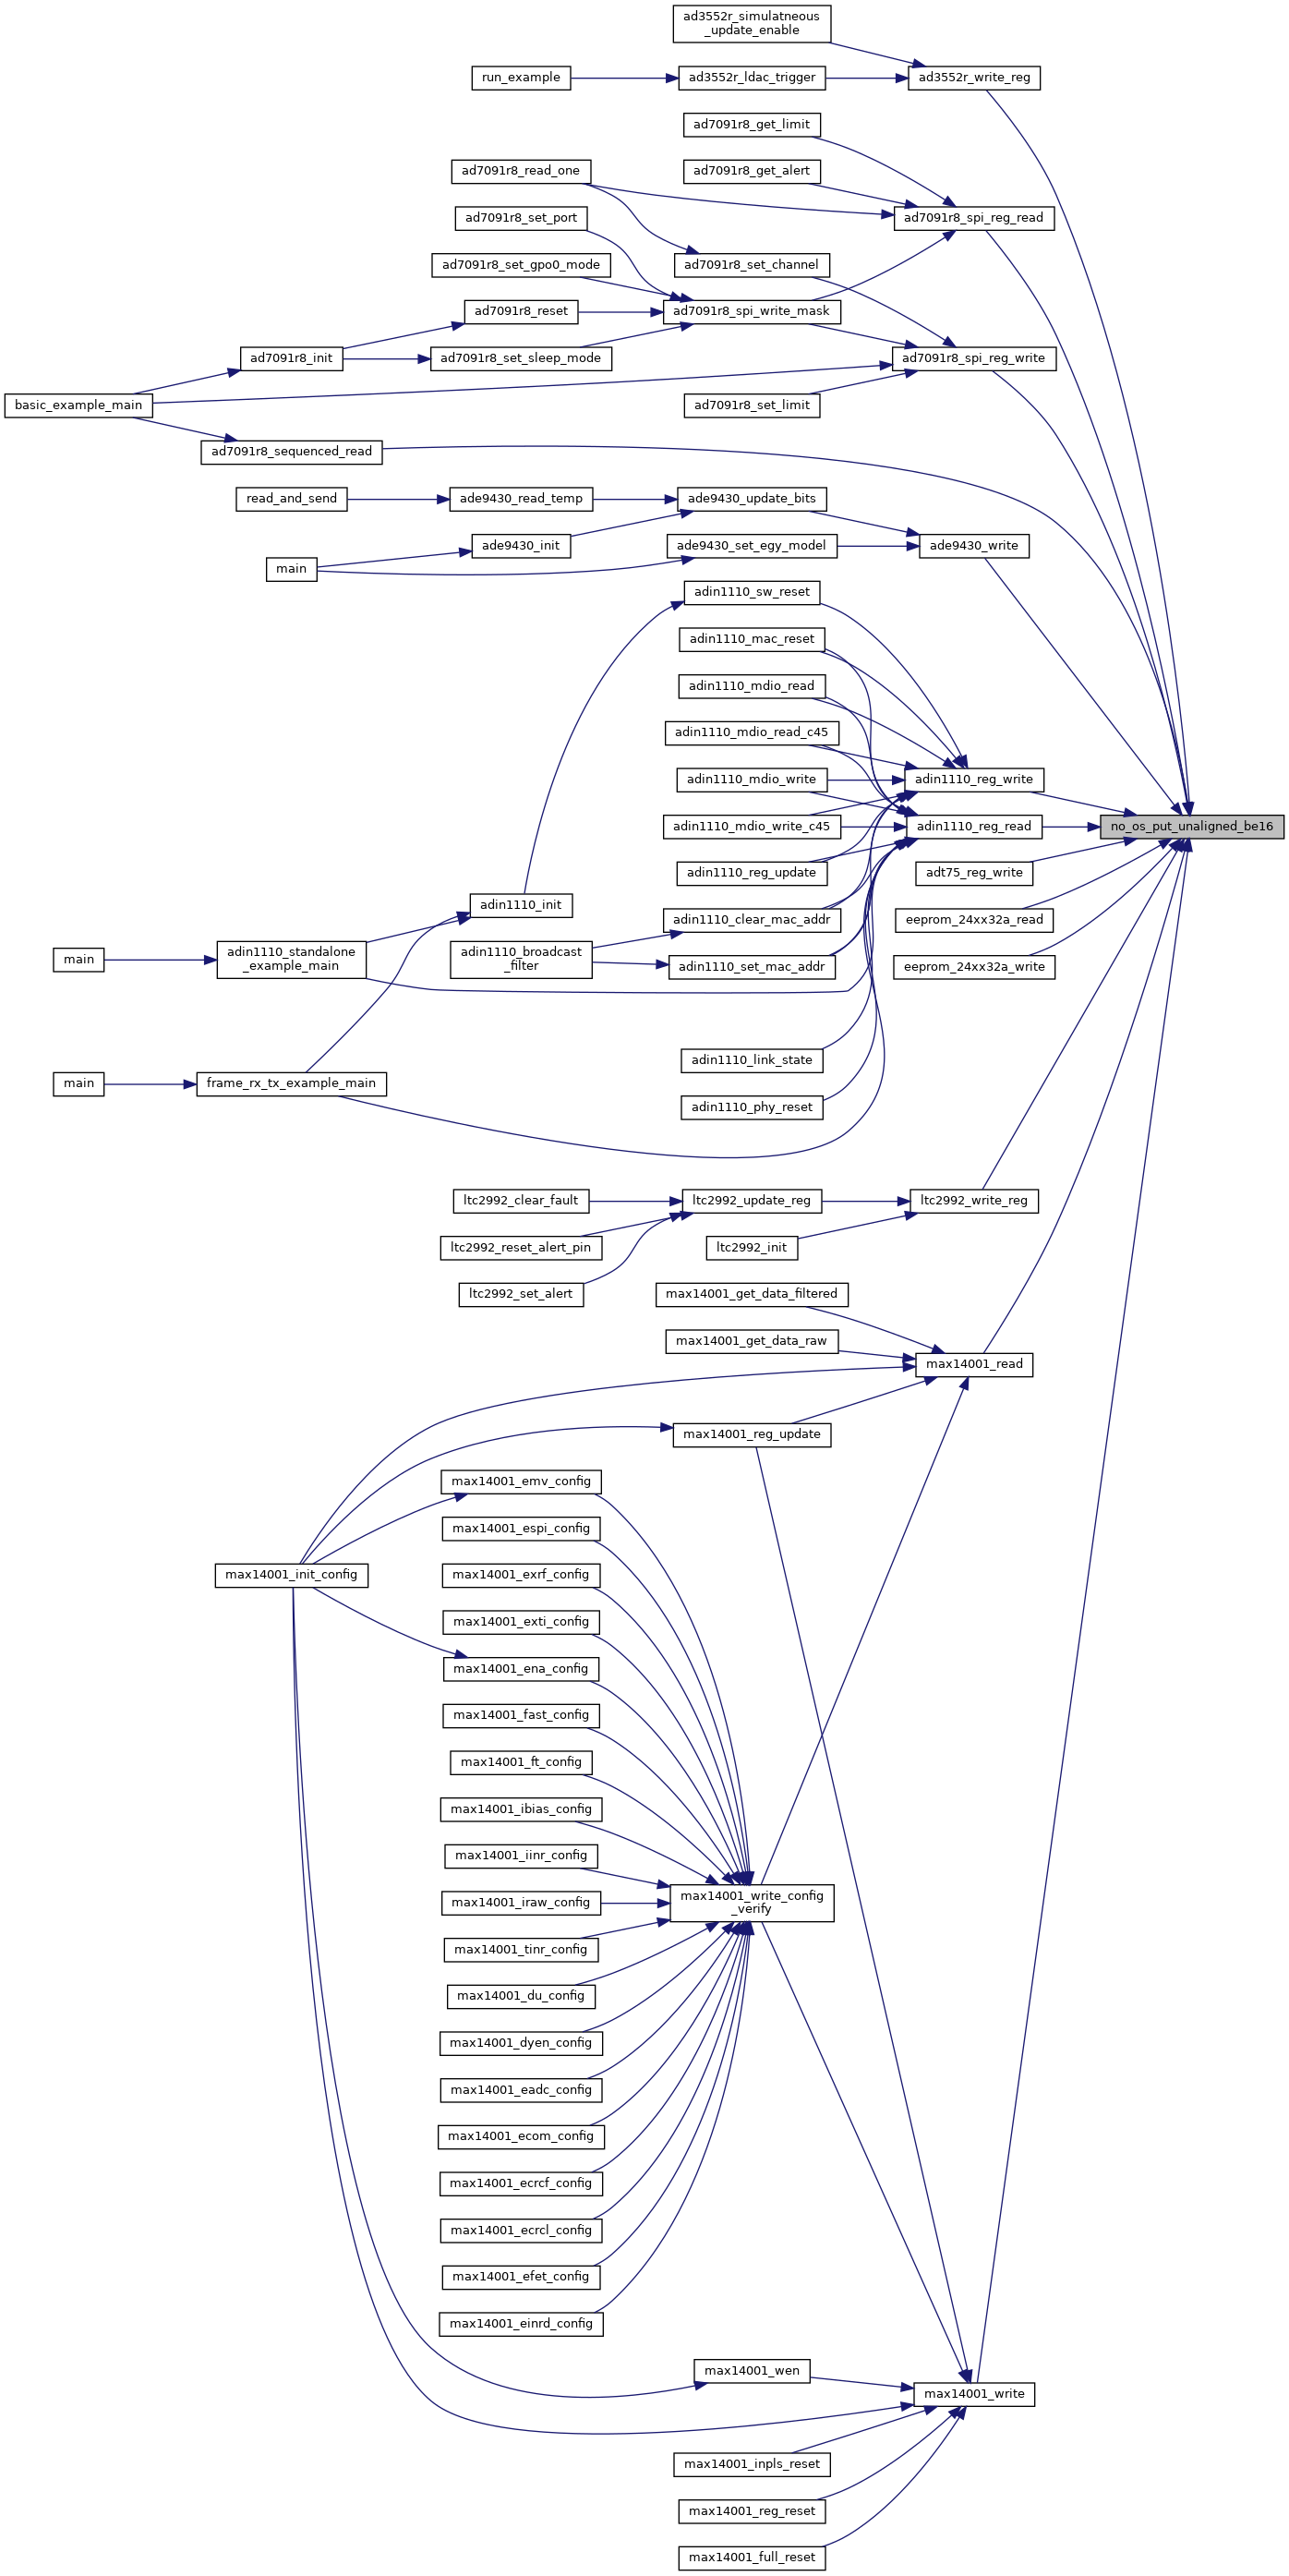 ad3552r_simulatneous
_update_enable
run_example
ad3552r_ldac_trigger
ad3552r_write_reg
ad7091r8_get_limit
ad7091r8_read_one
ad7091r8_get_alert
ad7091r8_set_port
ad7091r8_spi_reg_read
ad7091r8_set_gpo0_mode
ad7091r8_set_channel
ad7091r8_reset
ad7091r8_spi_write_mask
ad7091r8_init
ad7091r8_set_sleep_mode
ad7091r8_spi_reg_write
basic_example_main
ad7091r8_set_limit
ad7091r8_sequenced_read
read_and_send
ade9430_read_temp
ade9430_update_bits
ade9430_init
ade9430_set_egy_model
ade9430_write
main
adin1110_sw_reset
adin1110_mac_reset
adin1110_mdio_read
adin1110_mdio_read_c45
adin1110_mdio_write
adin1110_reg_write
adin1110_mdio_write_c45
adin1110_reg_read
no_os_put_unaligned_be16
adin1110_reg_update
adt75_reg_write
adin1110_init
adin1110_clear_mac_addr
eeprom_24xx32a_read
main
adin1110_standalone
_example_main
adin1110_broadcast
_filter
adin1110_set_mac_addr
eeprom_24xx32a_write
adin1110_link_state
main
frame_rx_tx_example_main
adin1110_phy_reset
ltc2992_clear_fault
ltc2992_update_reg
ltc2992_write_reg
ltc2992_reset_alert_pin
ltc2992_init
ltc2992_set_alert
max14001_get_data_filtered
max14001_get_data_raw
max14001_read
max14001_reg_update
max14001_emv_config
max14001_espi_config
max14001_init_config
max14001_exrf_config
max14001_exti_config
max14001_ena_config
max14001_fast_config
max14001_ft_config
max14001_ibias_config
max14001_iinr_config
max14001_iraw_config
max14001_write_config
_verify
max14001_tinr_config
max14001_du_config
max14001_dyen_config
max14001_eadc_config
max14001_ecom_config
max14001_ecrcf_config
max14001_ecrcl_config
max14001_efet_config
max14001_einrd_config
max14001_wen
max14001_write
max14001_inpls_reset
max14001_reg_reset
max14001_full_reset